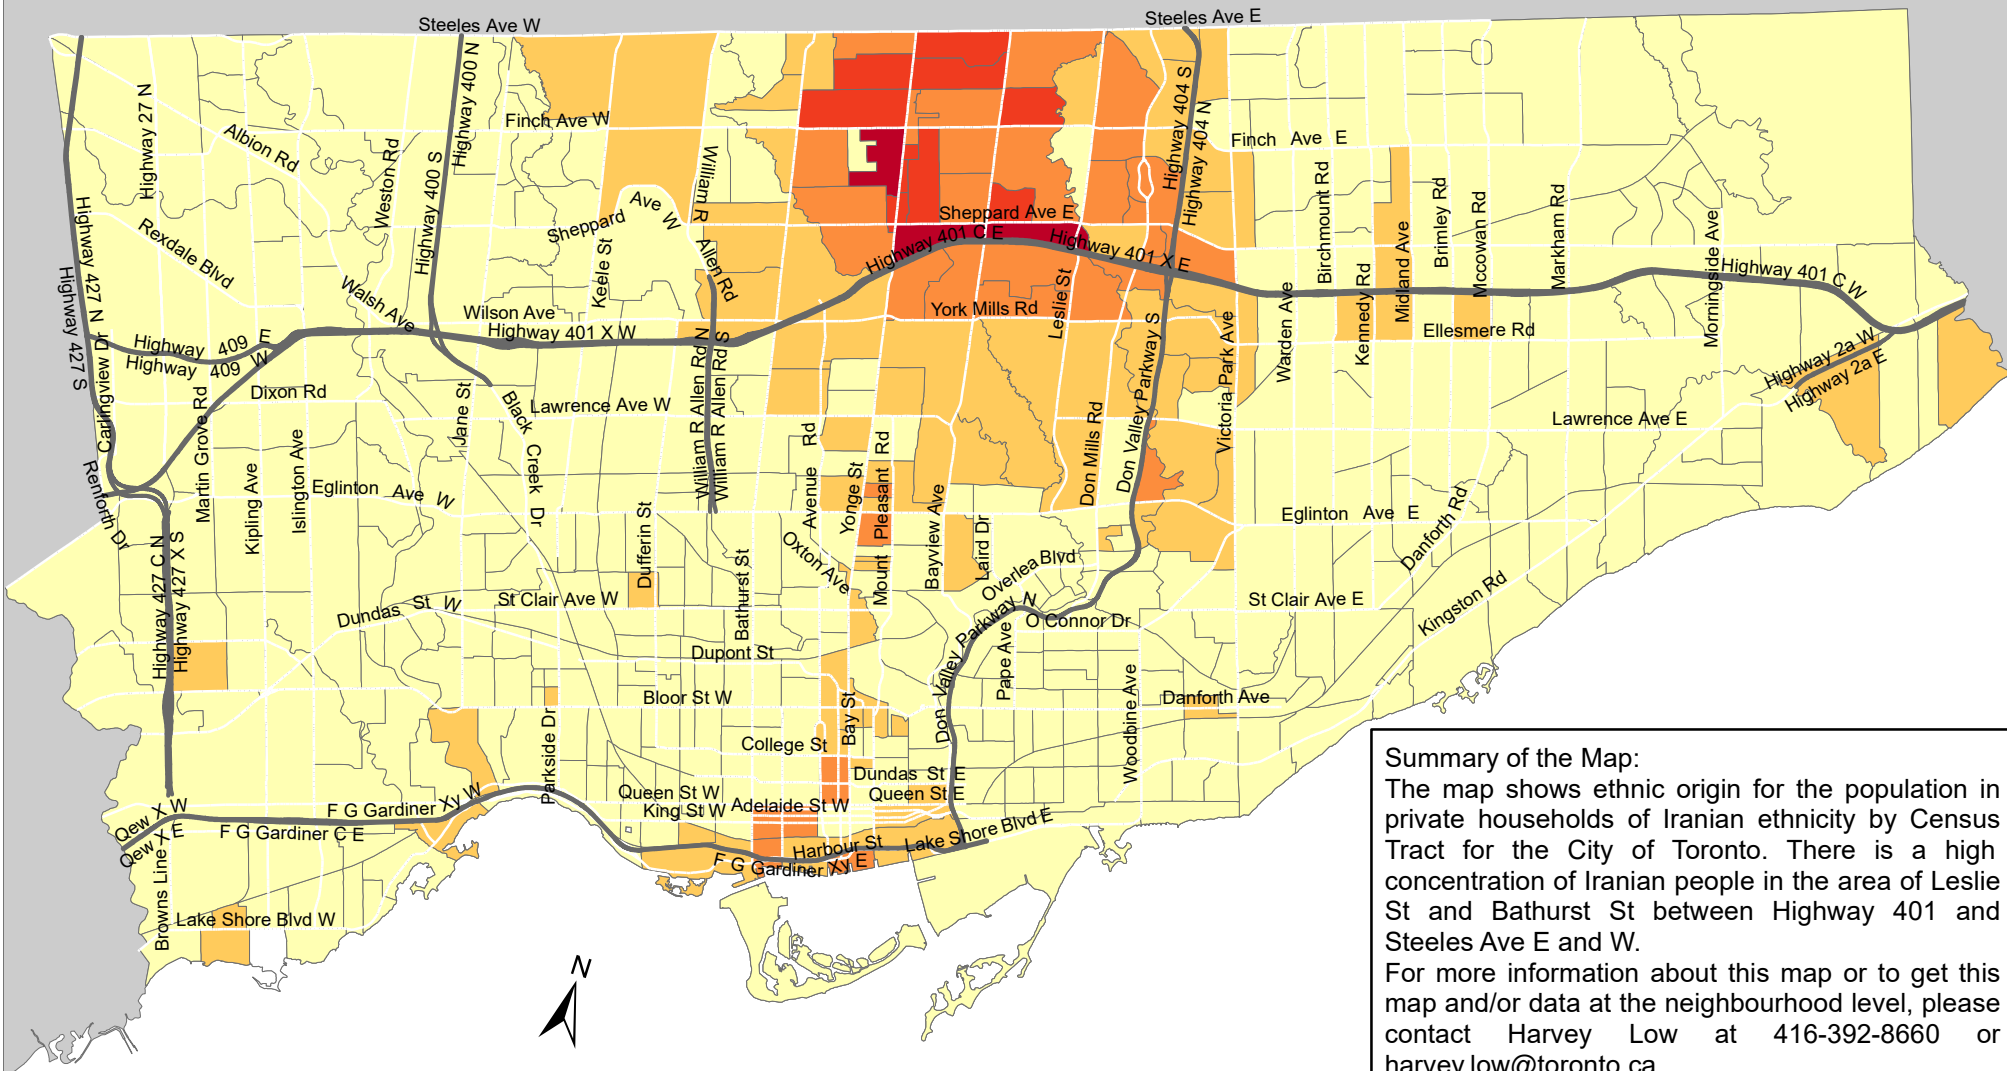 Steeles Ave W
Steeles Ave E
Highway 27 N
Albion Rd
Weston Rd
Highway 400 N
Highway 400 S
Finch Ave W
William R
Allen Rd
Highway 404 S
Highway 404 N
Finch Ave E
Birchmount Rd
Brimley Rd
Mccowan Rd
Markham Rd
Morningside Ave
Highway 427 N
Highway 427 S
Rexdale Blvd
Sheppard Ave W
Keele St
Sheppard Ave E
Highway 401 C E
Highway 401 X E
Leslie St
York Mills Rd
Midland Ave
Kennedy Rd
Warden Ave
Highway 401 C W
Walsh Ave
Wilson Ave
Highway 401 X W
Ellesmere Rd
Highway 409 E
Highway 409 W
Highway 2a W
Highway 2a E
Carlingview Dr
Martin Grove Rd
Dixon Rd
Jane St
Black Creek Dr
Lawrence Ave W
William R Allen Rd N
William R Allen Rd S
Don Valley Parkway S
Victoria Park Ave
Don Mills Rd
Lawrence Ave E
Renforth Dr
Kipling Ave
Islington Ave
Eglinton Ave W
Avenue Rd
Yonge St
Mount Pleasant Rd
Bayview Ave
Laird Dr
Eglinton Ave E
Danforth Rd
Highway 427 C N
Highway 427 X S
Dufferin St
Bathurst St
Oxton Ave
Overlea Blvd
Dundas St W
St Clair Ave W
St Clair Ave E
Kingston Rd
O Connor Dr
Don Valley Parkway N
Pape Ave
Dupont St
Bloor St W
Bay St
Woodbine Ave
Danforth Ave
Parkside Dr
College St
Dundas St E
Queen St E
Queen St W
King St W
Adelaide St W
Qew X W
Qew X E
F G Gardiner Xy W
F G Gardiner C E
Harbour St
Lake Shore Blvd E
F G Gardiner Xy E
Browns Line
Lake Shore Blvd W
N
Summary of the Map:
The map shows ethnic origin for the population in
private households of Iranian ethnicity by Census
Tract for the City of Toronto. There is a high
concentration of Iranian people in the area of Leslie
St and Bathurst St between Highway 401 and
Steeles Ave E and W.
For more information about this map or to get this
map and/or data at the neighbourhood level, please
contact Harvey Low at 416-392-8660 or
harvey.low@toronto.ca